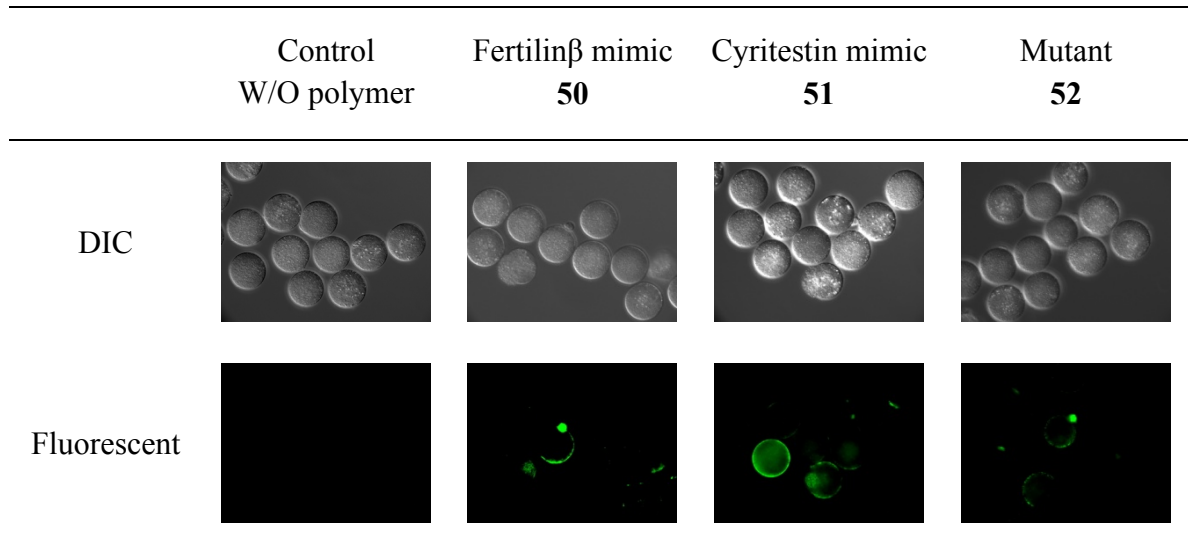 Control Fertilinβ mimic Cyritestin mimic Mutant
W/O polymer 50 51 52
DIC
Fluorescent